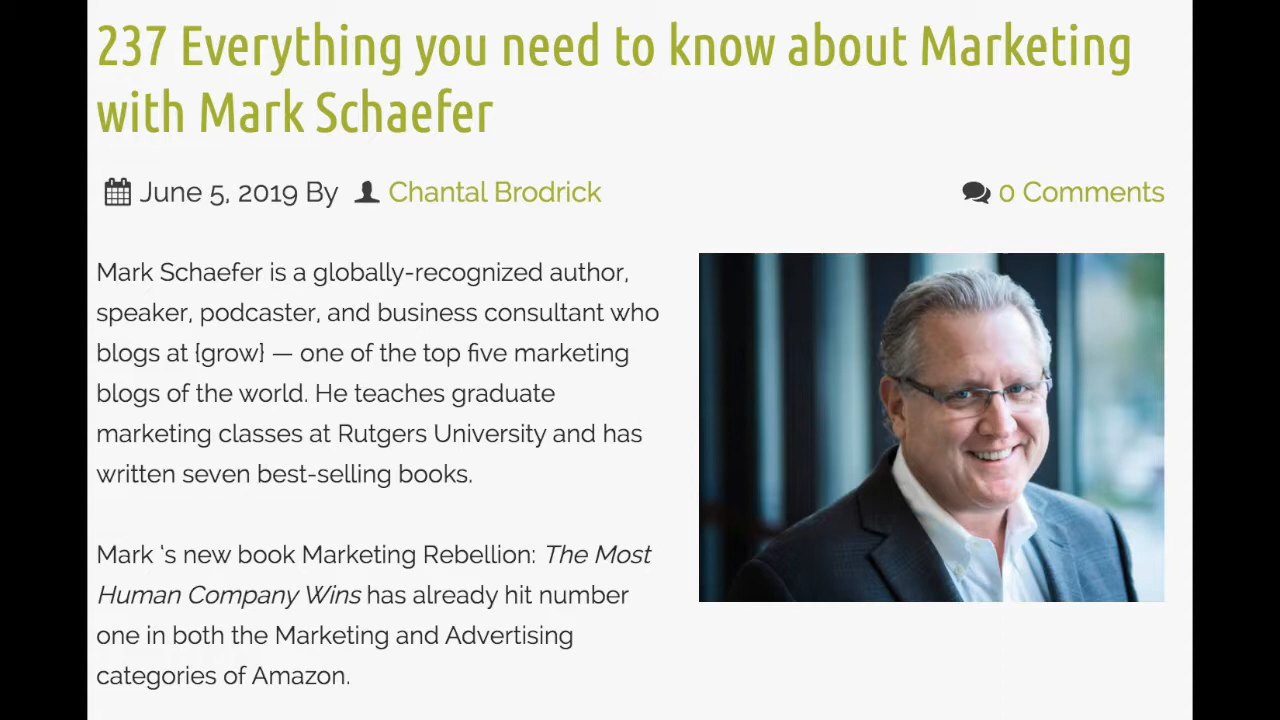 237 Everything you need to know about Marketing
with Mark Schaefer
June 5, 2019 By Chantal Brodrick
0 Comments
Mark Schaefer is a globally-recognized author,
speaker, podcaster, and business consultant who
blogs at {grow} — one of the top five marketing
blogs of the world. He teaches graduate
marketing classes at Rutgers University and has
written seven best-selling books.
Mark 's new book Marketing Rebellion: The Most
Human Company Wins has already hit number
one in both the Marketing and Advertising
categories of Amazon.